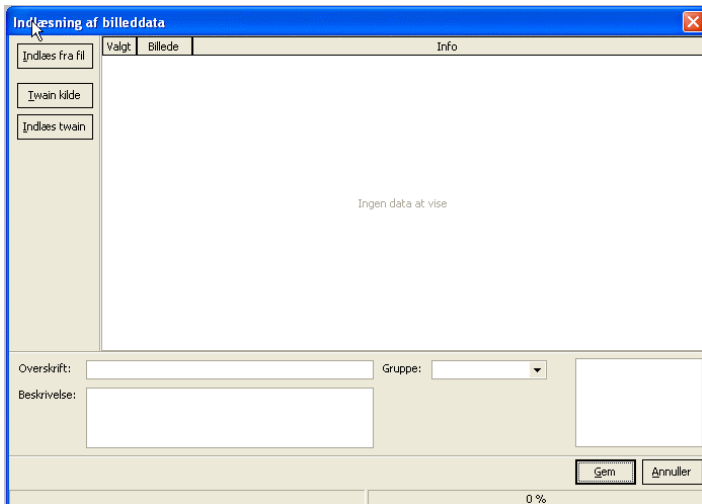 Indlæsning af billeddata
Indlæs fra fil
Valgt Billede Info
Twain kilde
Indlæs twain
Ingen data at vise
Overskrift: Gruppe:
Beskrivelse:
Gem Annuller
0 %